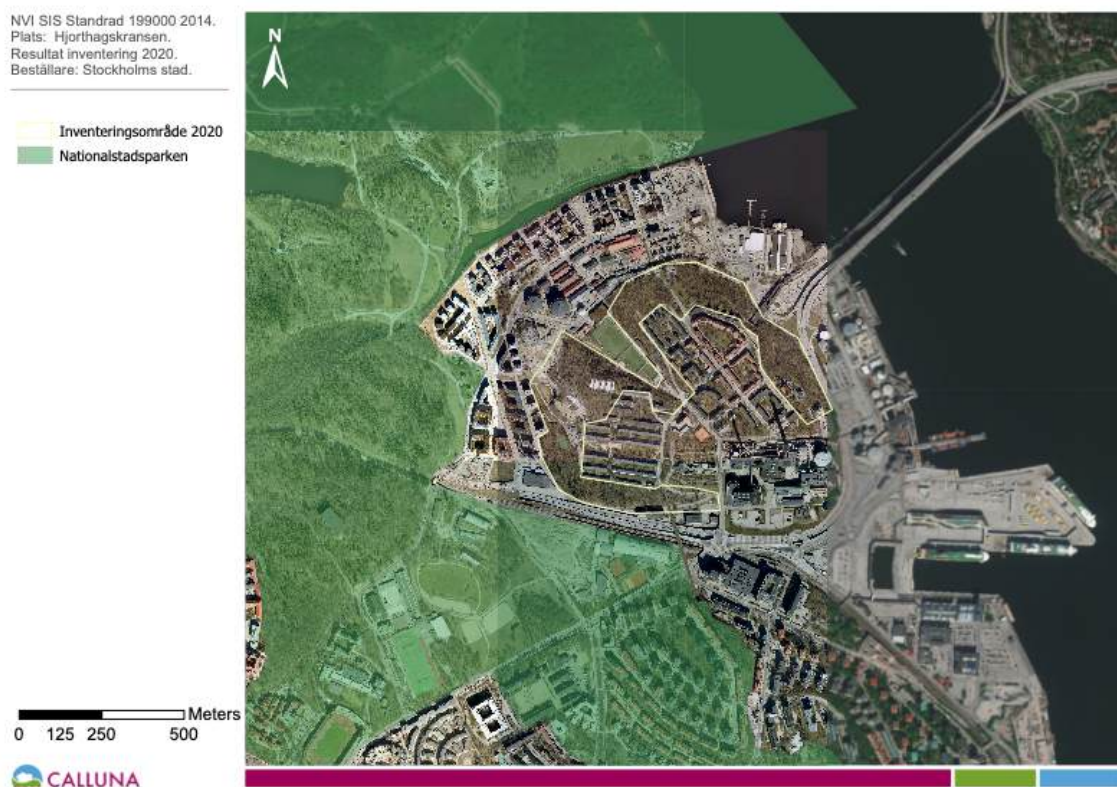 NVI SIS Standrad 199000 2014.
Plats: Hjorthagskransen.
Resultat inventering 2020.
Beställare: Stockholms stad.
Inventeringsområde 2020
Nationalstadsparken
N
Meters
0 125 250 500
CALLUNA